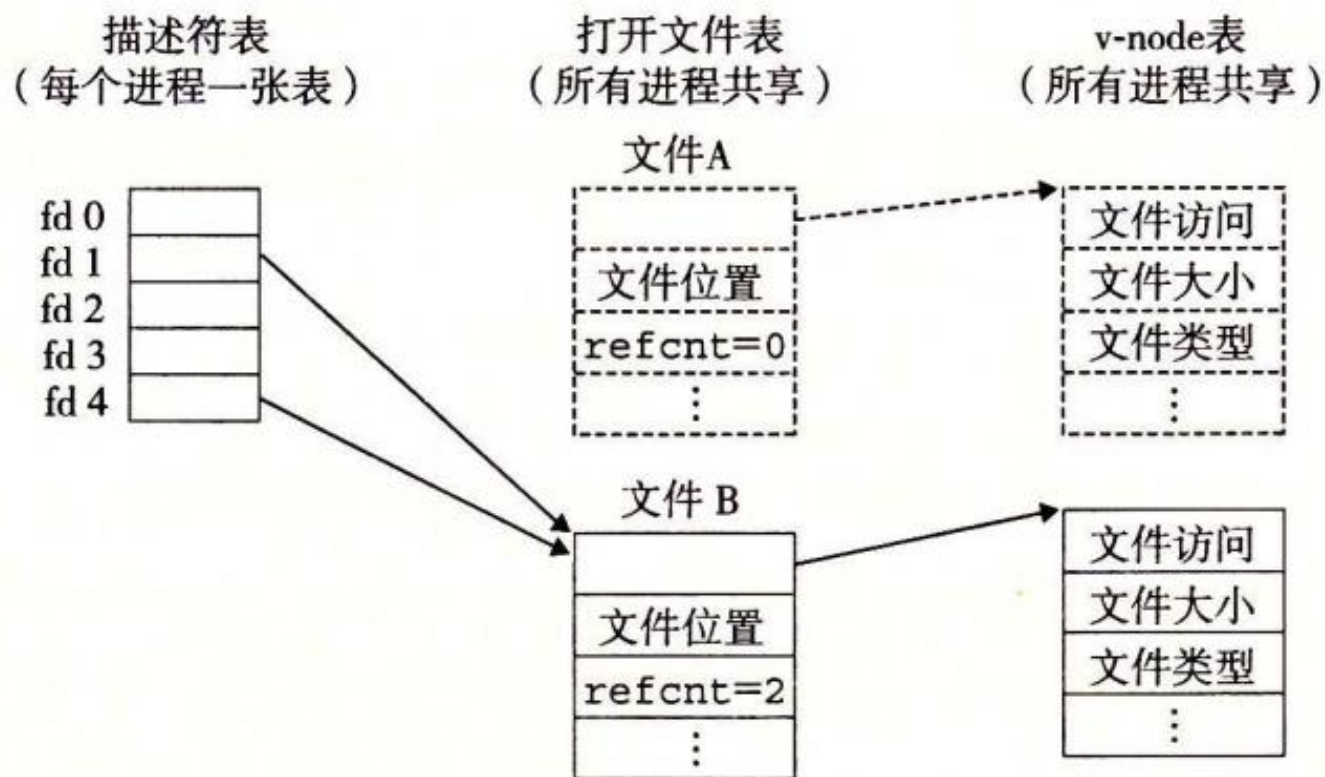 描述符表
（每个进程一张表）
打开文件表
（所有进程共享）
v-node表
（所有进程共享）
fd 0
fd 1
fd 2
fd 3
fd 4
文件A
文件位置
refcnt=0
⋮
文件访问
文件大小
文件类型
⋮
文件 B
文件位置
refcnt=2
⋮
文件访问
文件大小
文件类型
⋮